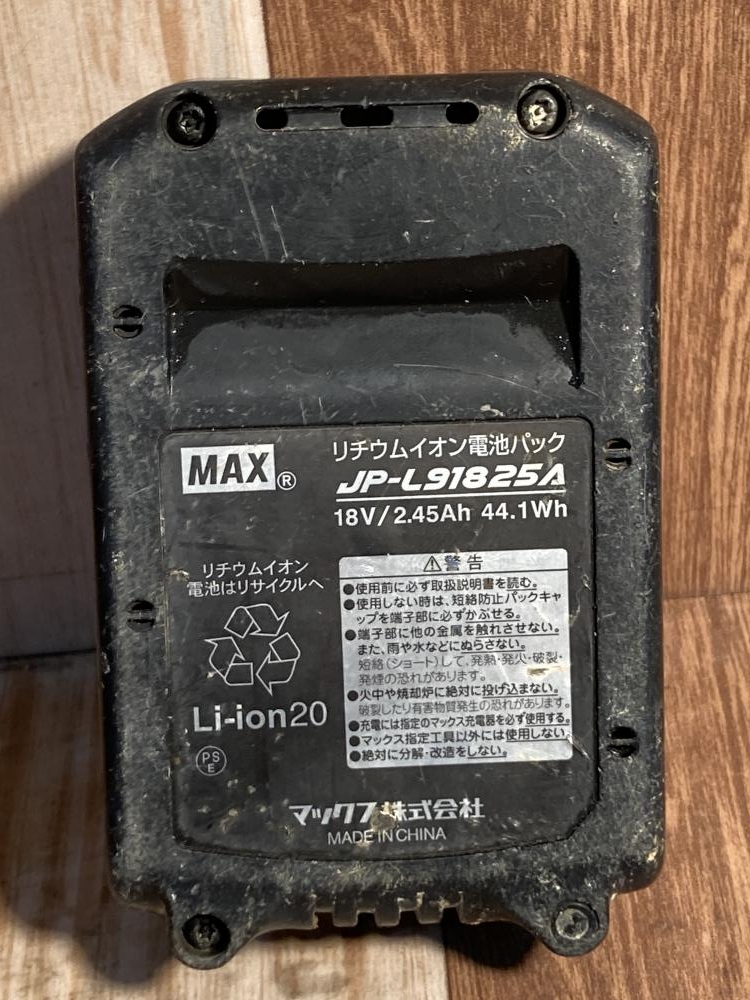 MAX®
リチウムイオン電池パック
JP-L91825A
18V/2.45Ah 44.1Wh
リチウムイオン
電池はリサイクルへ
Li-ion20
PS
E
⚠警告
●使用前に必ず取扱説明書を読む。
●使用しない時は、短絡防止パックキャ
ップを端子部に必ずかぶせる。
●端子部に他の金属を触れさせない。
また、雨や水などにぬらさない。
短絡(ショート)して、発熱・発火・破裂・
発煙の恐れがあります。
●火中や焼却炉に絶対に投げ込まない。
破裂したり有害物質発生の恐れがあります。
●充電には指定のマックス充電器を必ず使用する。
●マックス指定工具以外には使用しない。
●絶対に分解・改造をしない。
マックス株式会社
MADE IN CHINA